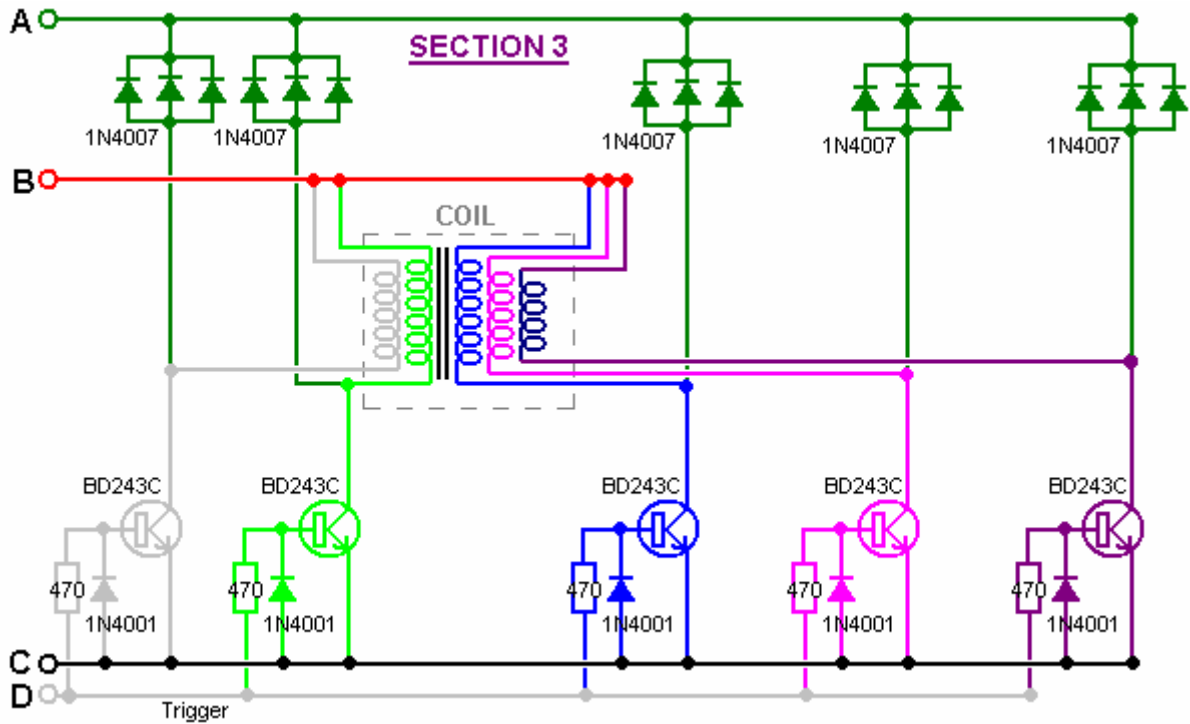 A
SECTION 3
1N4007
1N4007
1N4007
1N4007
1N4007
B
COIL
BD243C
BD243C
BD243C
BD243C
BD243C
470
470
470
470
470
1N4001
1N4001
1N4001
1N4001
1N4001
C
D
Trigger